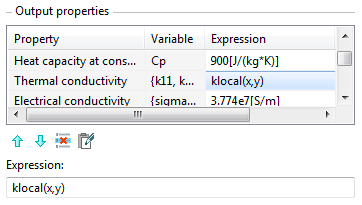 Output properties
Property Variable Expression
Heat capacity at cons... Cp 900[J/(kg*K)]
Thermal conductivity {k11, k... klocal(x,y)
Electrical conductivity {sigma... 3.774e7[S/m]
Expression:
klocal(x,y)